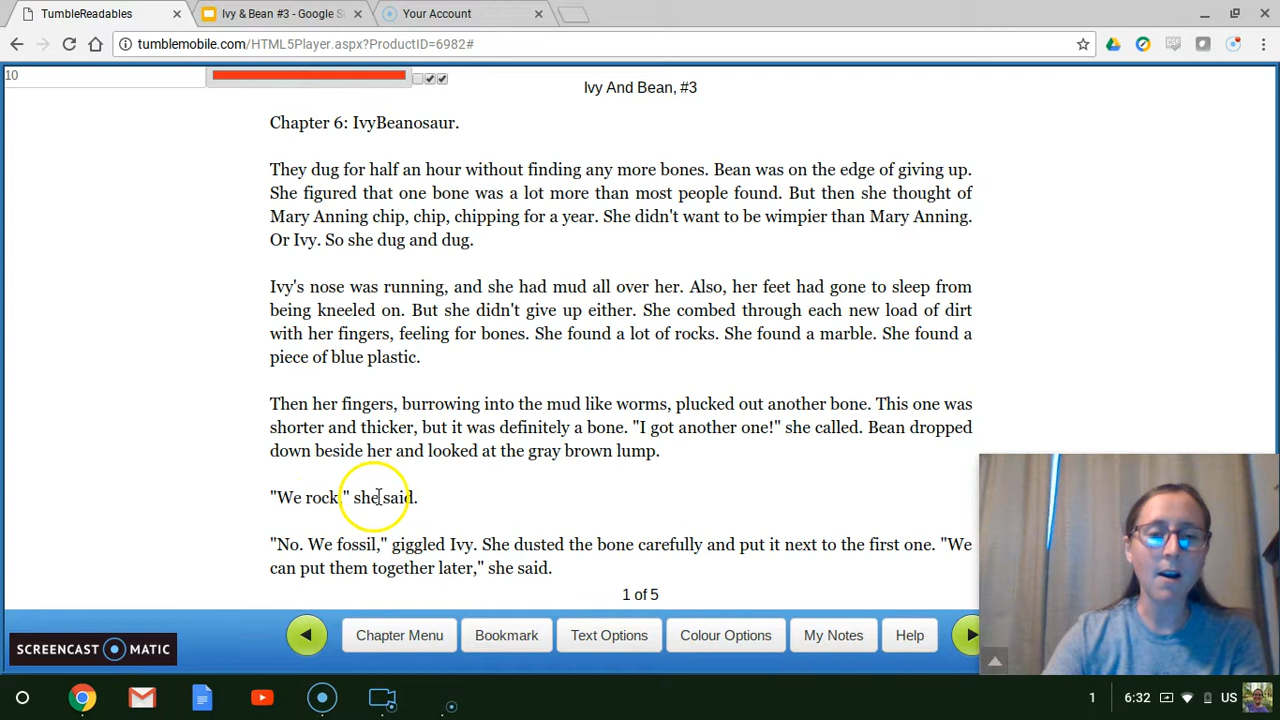 TumbleReadables
Ivy & Bean #3 - Google Sl
Your Account
tumblemobile.com/HTML5Player.aspx?ProductID=6982#
10
Ivy And Bean, #3
Chapter 6: IvyBeanosaur.
They dug for half an hour without finding any more bones. Bean was on the edge of giving up.
She figured that one bone was a lot more than most people found. But then she thought of
Mary Anning chip, chip, chipping for a year. She didn't want to be wimpier than Mary Anning.
Or Ivy. So she dug and dug.
Ivy's nose was running, and she had mud all over her. Also, her feet had gone to sleep from
being kneeled on. But she didn't give up either. She combed through each new load of dirt
with her fingers, feeling for bones. She found a lot of rocks. She found a marble. She found a
piece of blue plastic.
Then her fingers, burrowing into the mud like worms, plucked out another bone. This one was
shorter and thicker, but it was definitely a bone. "I got another one!" she called. Bean dropped
down beside her and looked at the gray brown lump.
"We rock," she said.
"No. We fossil," giggled Ivy. She dusted the bone carefully and put it next to the first one. "We
can put them together later," she said.
1 of 5
Chapter Menu
Bookmark
Text Options
Colour Options
My Notes
Help
SCREENCAST MATIC
1
6:32
US